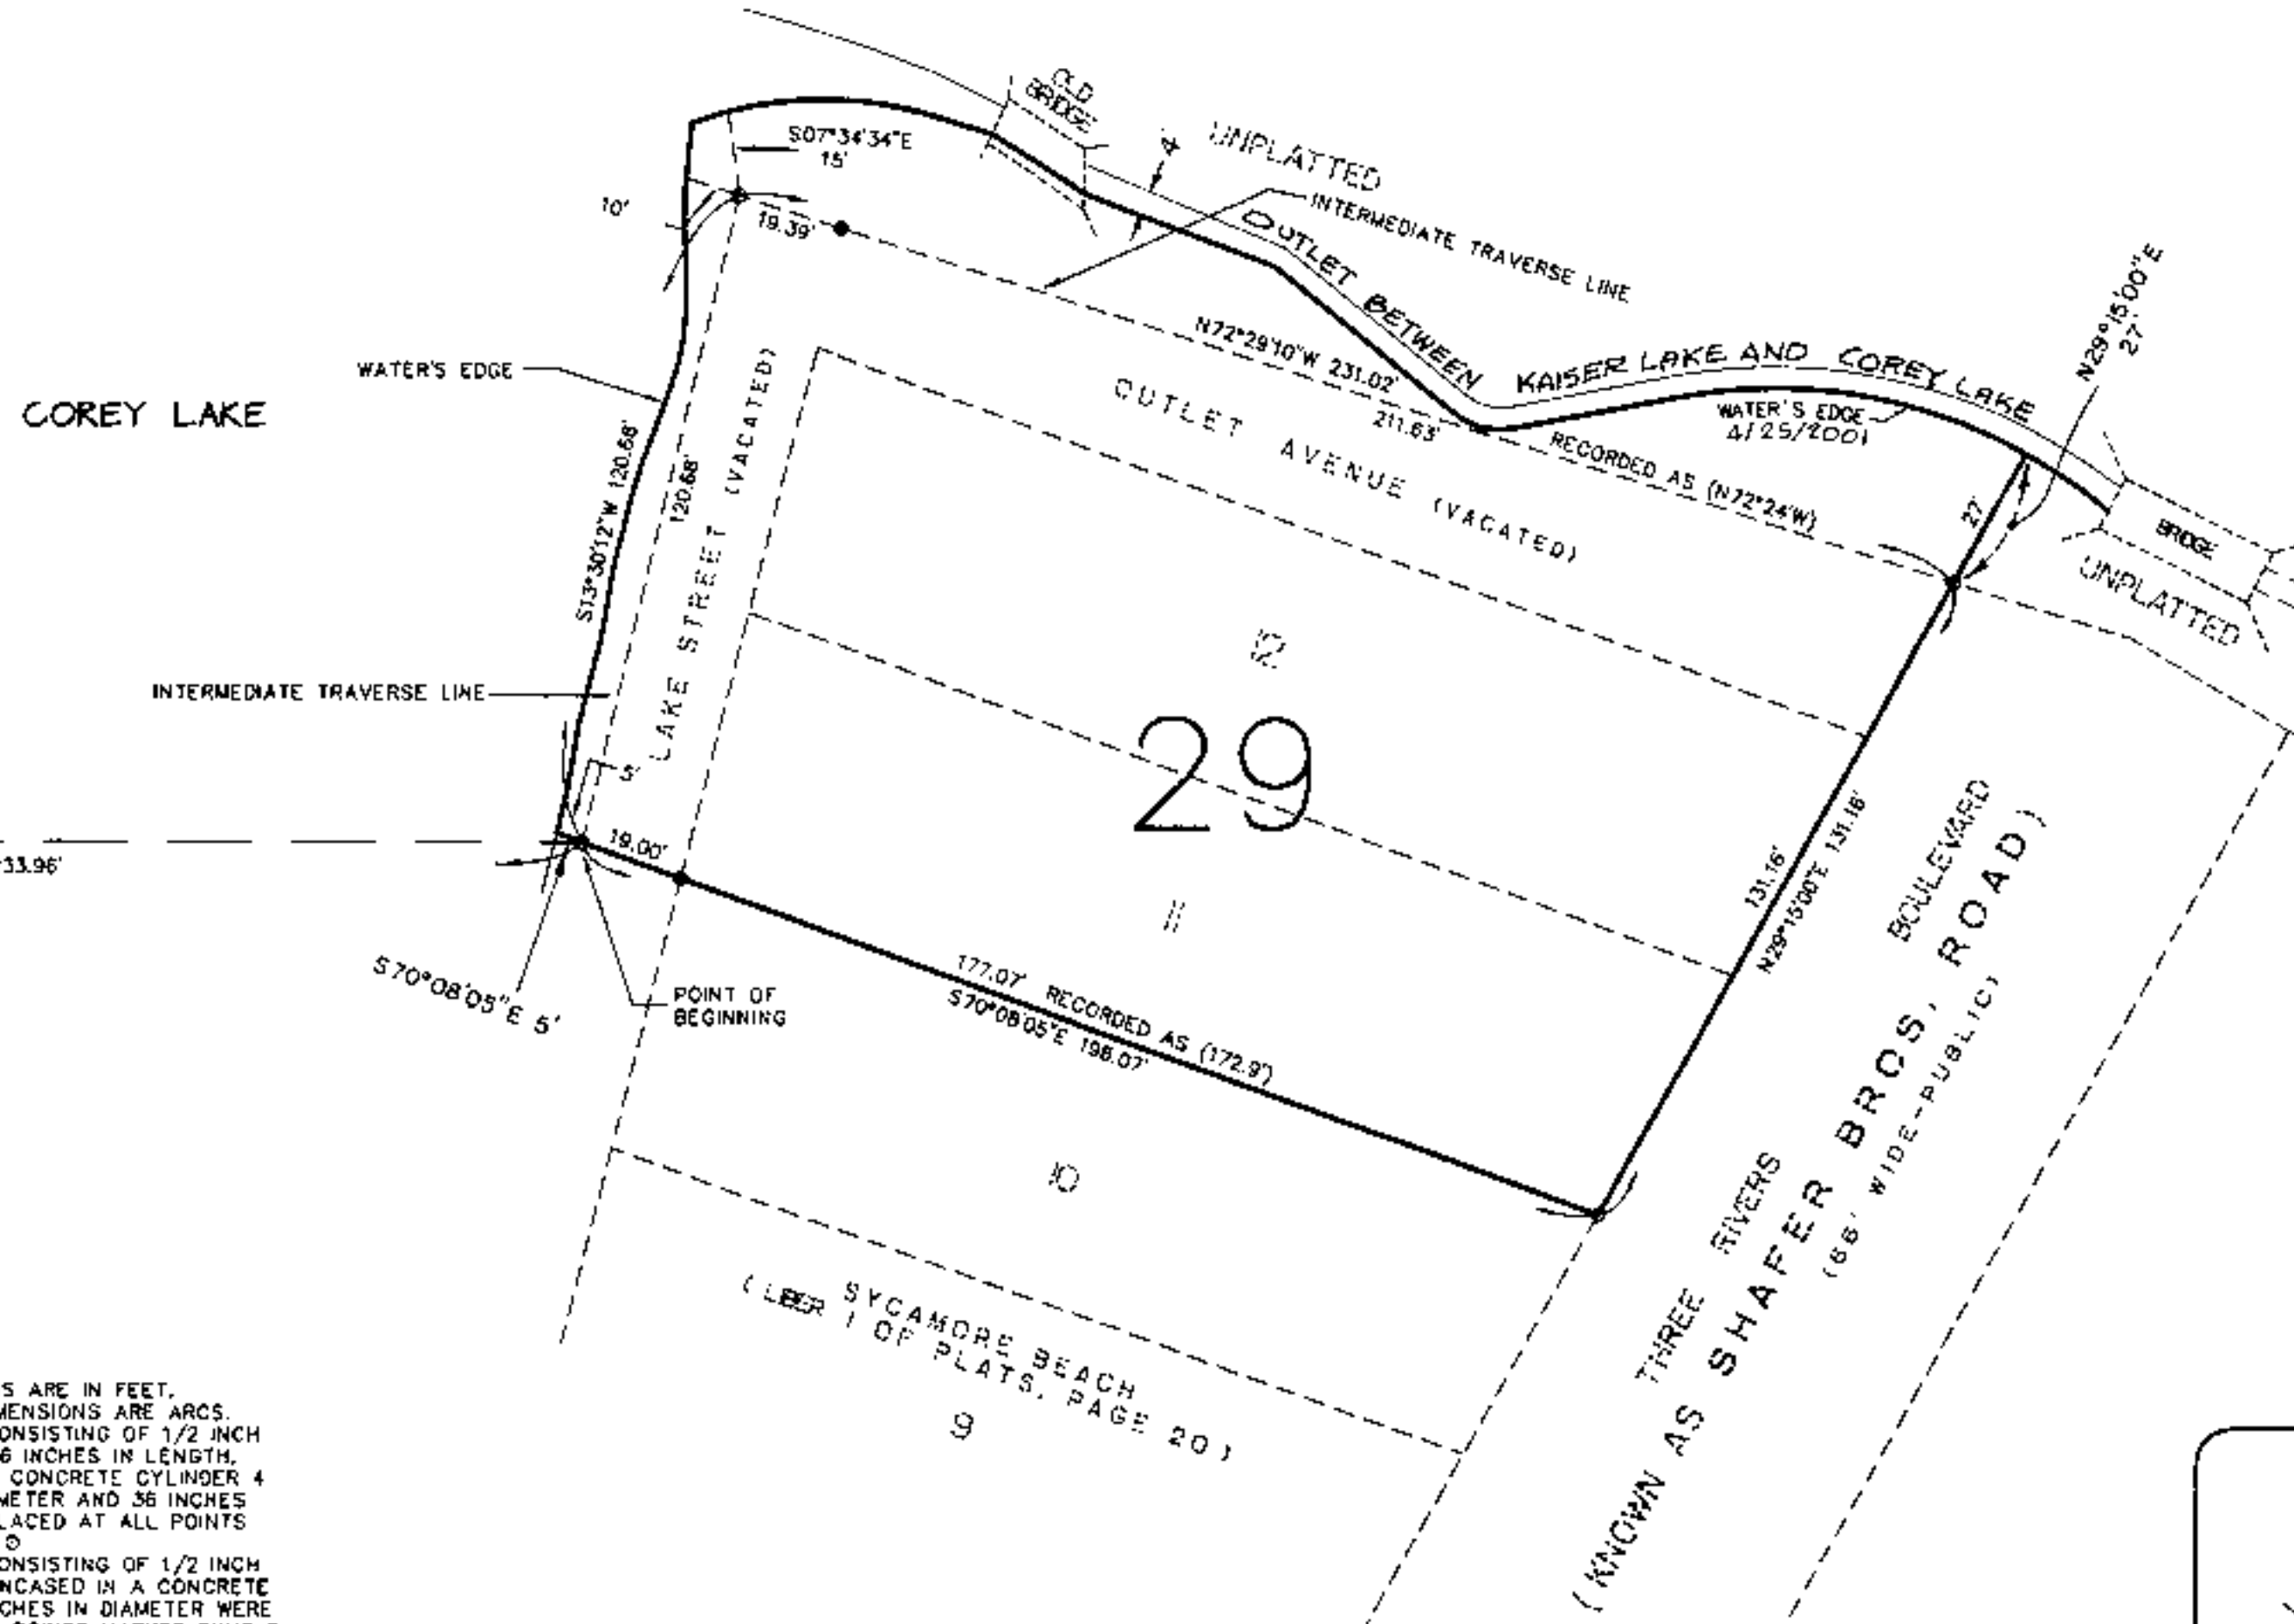 OLD
BRIDGE
S07°34'34"E
15'
4'
UNPLATTED
INTERMEDIATE TRAVERSE LINE
10'
19.39'
OUTLET BETWEEN KAISER LAKE AND COREY LAKE
N29°15'00"E
27'
WATER'S EDGE
COREY LAKE
N72°29'10"W 231.02'
211.63'
RECORDED AS (N72°24'W)
WATER'S EDGE
4/25/2001
OUTLET AVENUE (VACATED)
27'
BRIDGE
UNPLATTED
S13°30'12"W 120.68'
120.68'
LAKE STREET (VACATED)
12
INTERMEDIATE TRAVERSE LINE
29
5'
19.00'
33.96'
11
131.16'
N29°15'00"E 131.16'
S70°08'05"E 5'
POINT OF
BEGINNING
177.07' RECORDED AS (172.9')
S70°08'05"E 196.07'
THREE RIVERS BOULEVARD
(KNOWN AS SHAFER BROS. ROAD)
(66' WIDE-PUBLIC)
10
SYCAMORE BEACH
(LIBER 1 OF PLATS, PAGE 20)
9
S ARE IN FEET.
MENSIONS ARE ARCS.
ONSISTING OF 1/2 INCH
6 INCHES IN LENGTH,
CONCRETE CYLINDER 4
METER AND 36 INCHES
LACED AT ALL POINTS
ONSISTING OF 1/2 INCH
NCASED IN A CONCRETE
CHES IN DIAMETER WERE